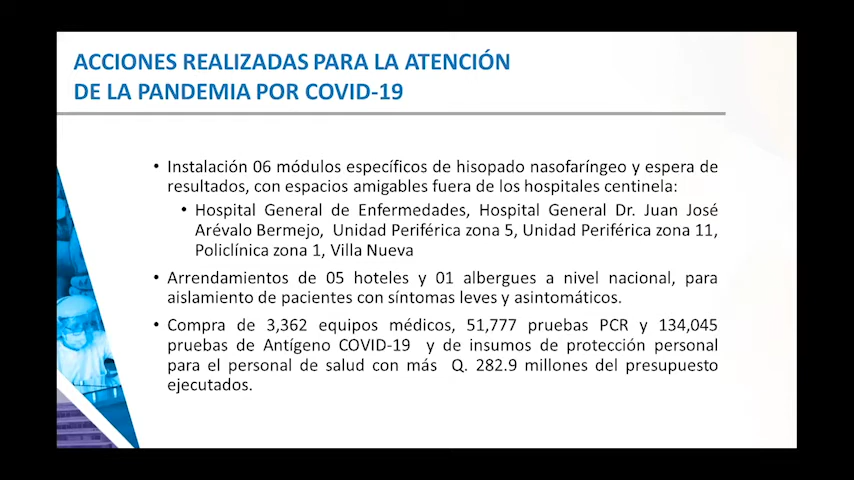 ACCIONES REALIZADAS PARA LA ATENCIÓN
DE LA PANDEMIA POR COVID-19
• Instalación 06 módulos específicos de hisopado nasofaríngeo y espera de
resultados, con espacios amigables fuera de los hospitales centinela:
• Hospital General de Enfermedades, Hospital General Dr. Juan José
Arévalo Bermejo, Unidad Periférica zona 5, Unidad Periférica zona 11,
Policlínica zona 1, Villa Nueva
• Arrendamientos de 05 hoteles y 01 albergues a nivel nacional, para
aislamiento de pacientes con síntomas leves y asintomáticos.
• Compra de 3,362 equipos médicos, 51,777 pruebas PCR y 134,045
pruebas de Antígeno COVID-19 y de insumos de protección personal
para el personal de salud con más Q. 282.9 millones del presupuesto
ejecutados.